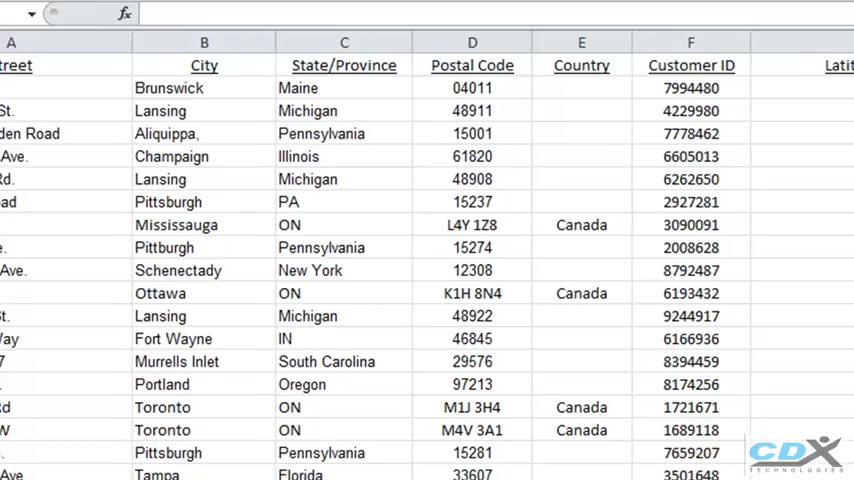 fx
A B C D E F
treet City State/Province Postal Code Country Customer ID Latit
Brunswick Maine 04011 7994480
St. Lansing Michigan 48911 4229980
den Road Aliquippa, Pennsylvania 15001 7778462
Ave. Champaign Illinois 61820 6605013
Rd. Lansing Michigan 48908 6262650
oad Pittsburgh PA 15237 2927281
Mississauga ON L4Y 1Z8 Canada 3090091
e. Pittburgh Pennsylvania 15274 2008628
Ave. Schenectady New York 12308 8792487
Ottawa ON K1H 8N4 Canada 6193432
St. Lansing Michigan 48922 9244917
Way Fort Wayne IN 46845 6166936
7 Murrells Inlet South Carolina 29576 8394459
Portland Oregon 97213 8174256
Rd Toronto ON M1J 3H4 Canada 1721671
W Toronto ON M4V 3A1 Canada 1689118
. Pittsburgh Pennsylvania 15281 7659207
Ave. Tampa Florida 33607 3501648
CDX
TECHNOLOGIES